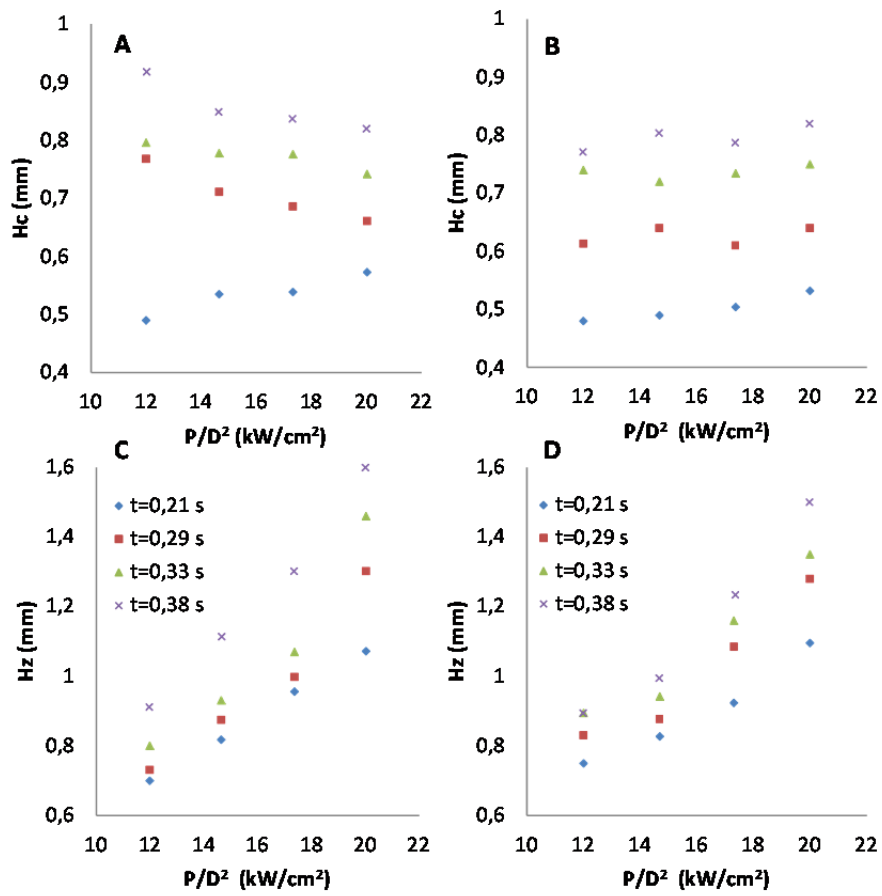 A
1
0,9
0,8
0,7
0,6
0,5
0,4
Hc (mm)
10 12 14 16 18 20 22
P/D² (kW/cm²)
B
1
0,9
0,8
0,7
0,6
0,5
0,4
Hc (mm)
10 12 14 16 18 20 22
P/D² (kW/cm²)
C
1,6
1,4
1,2
1
0,8
0,6
Hz (mm)
t=0,21 s
t=0,29 s
t=0,33 s
t=0,38 s
10 12 14 16 18 20 22
P/D² (kW/cm²)
D
1,6
1,4
1,2
1
0,8
0,6
Hz (mm)
t=0,21 s
t=0,29 s
t=0,33 s
t=0,38 s
10 12 14 16 18 20 22
P/D² (kW/cm²)